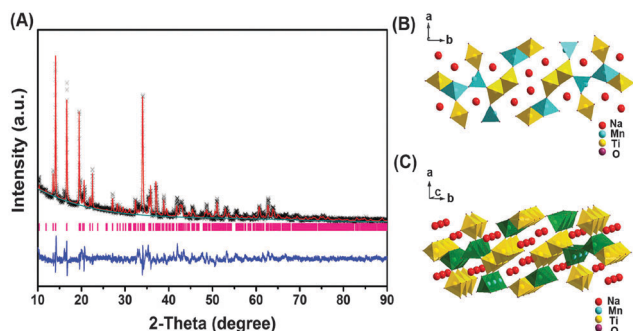 (A)
Intensity (a.u.)
10 20 30 40 50 60 70 80 90
2-Theta (degree)
(B)
a
b
Na
Mn
Ti
O
(C)
a
c
b
Na
Mn
Ti
O